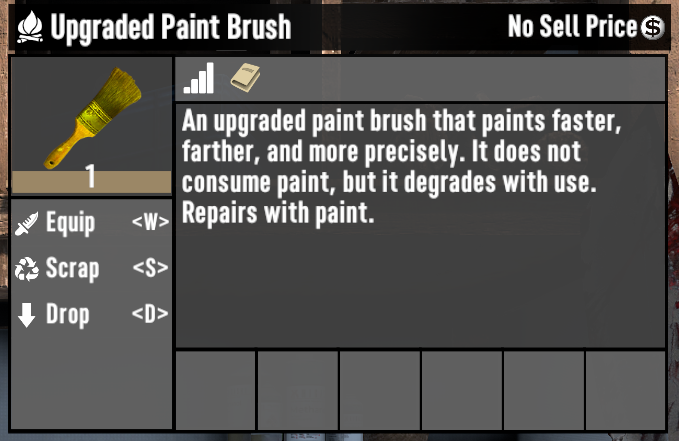 Upgraded Paint Brush
No Sell Price
1
An upgraded paint brush that paints faster,
farther, and more precisely. It does not
consume paint, but it degrades with use.
Repairs with paint.
Equip <W>
Scrap <S>
Drop <D>